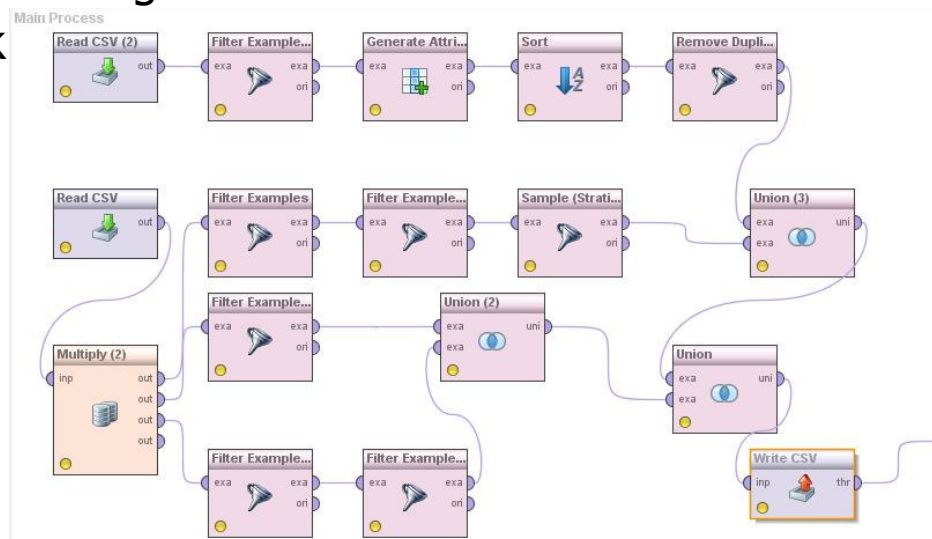 g
Main Process
k
Read CSV (2)
out
Filter Example...
exa exa
ori
Generate Attri...
exa exa
ori
Sort
exa exa
ori
Remove Dupli...
exa exa
ori
Read CSV
out
Filter Examples
exa exa
ori
Filter Example...
exa exa
ori
Sample (Strati...
exa exa
ori
Union (3)
exa uni
exa
Filter Example...
exa exa
ori
Union (2)
exa uni
exa
Multiply (2)
inp out
out
out
out
Union
exa uni
exa
Filter Example...
exa exa
ori
Filter Example...
exa exa
ori
Write CSV
inp thr